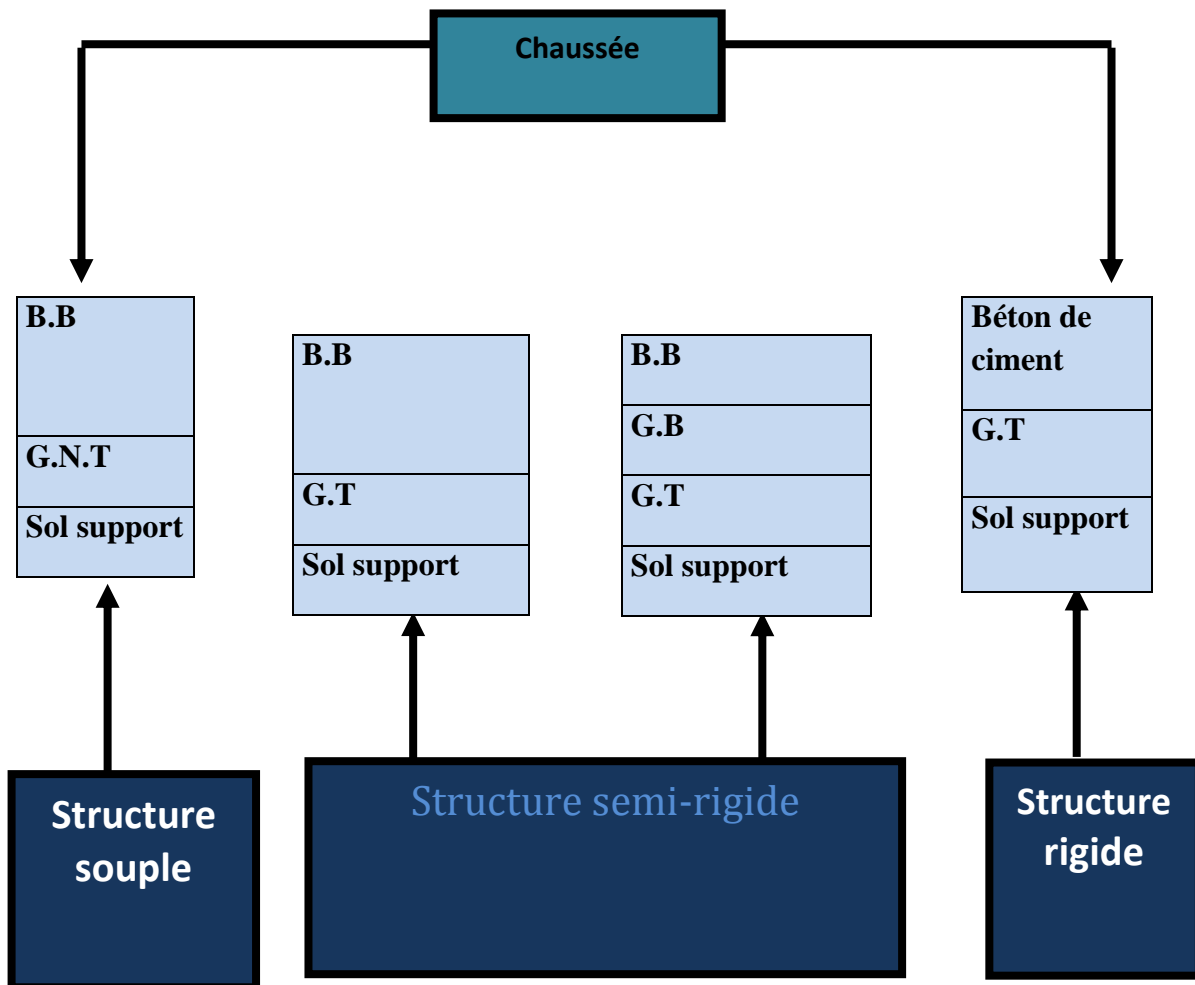 Chaussée
B.B
G.N.T
Sol support
B.B
G.T
Sol support
B.B
G.B
G.T
Sol support
Béton de
ciment
G.T
Sol support
Structure
souple
Structure semi-rigide
Structure
rigide